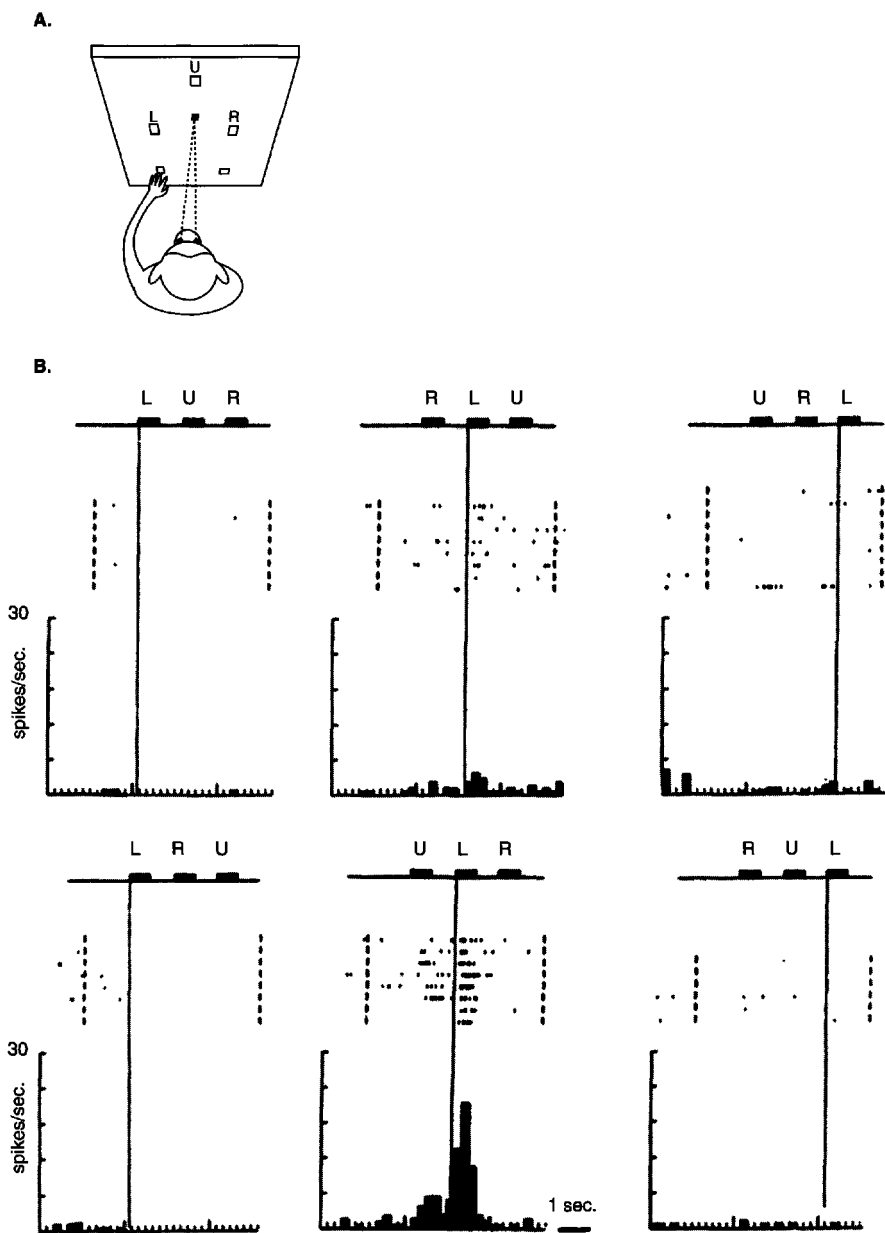 A.
U
L R
B.
L U R R L U U R L
30
spikes/sec.
L R U U L R R U L
30
spikes/sec.
1 sec.